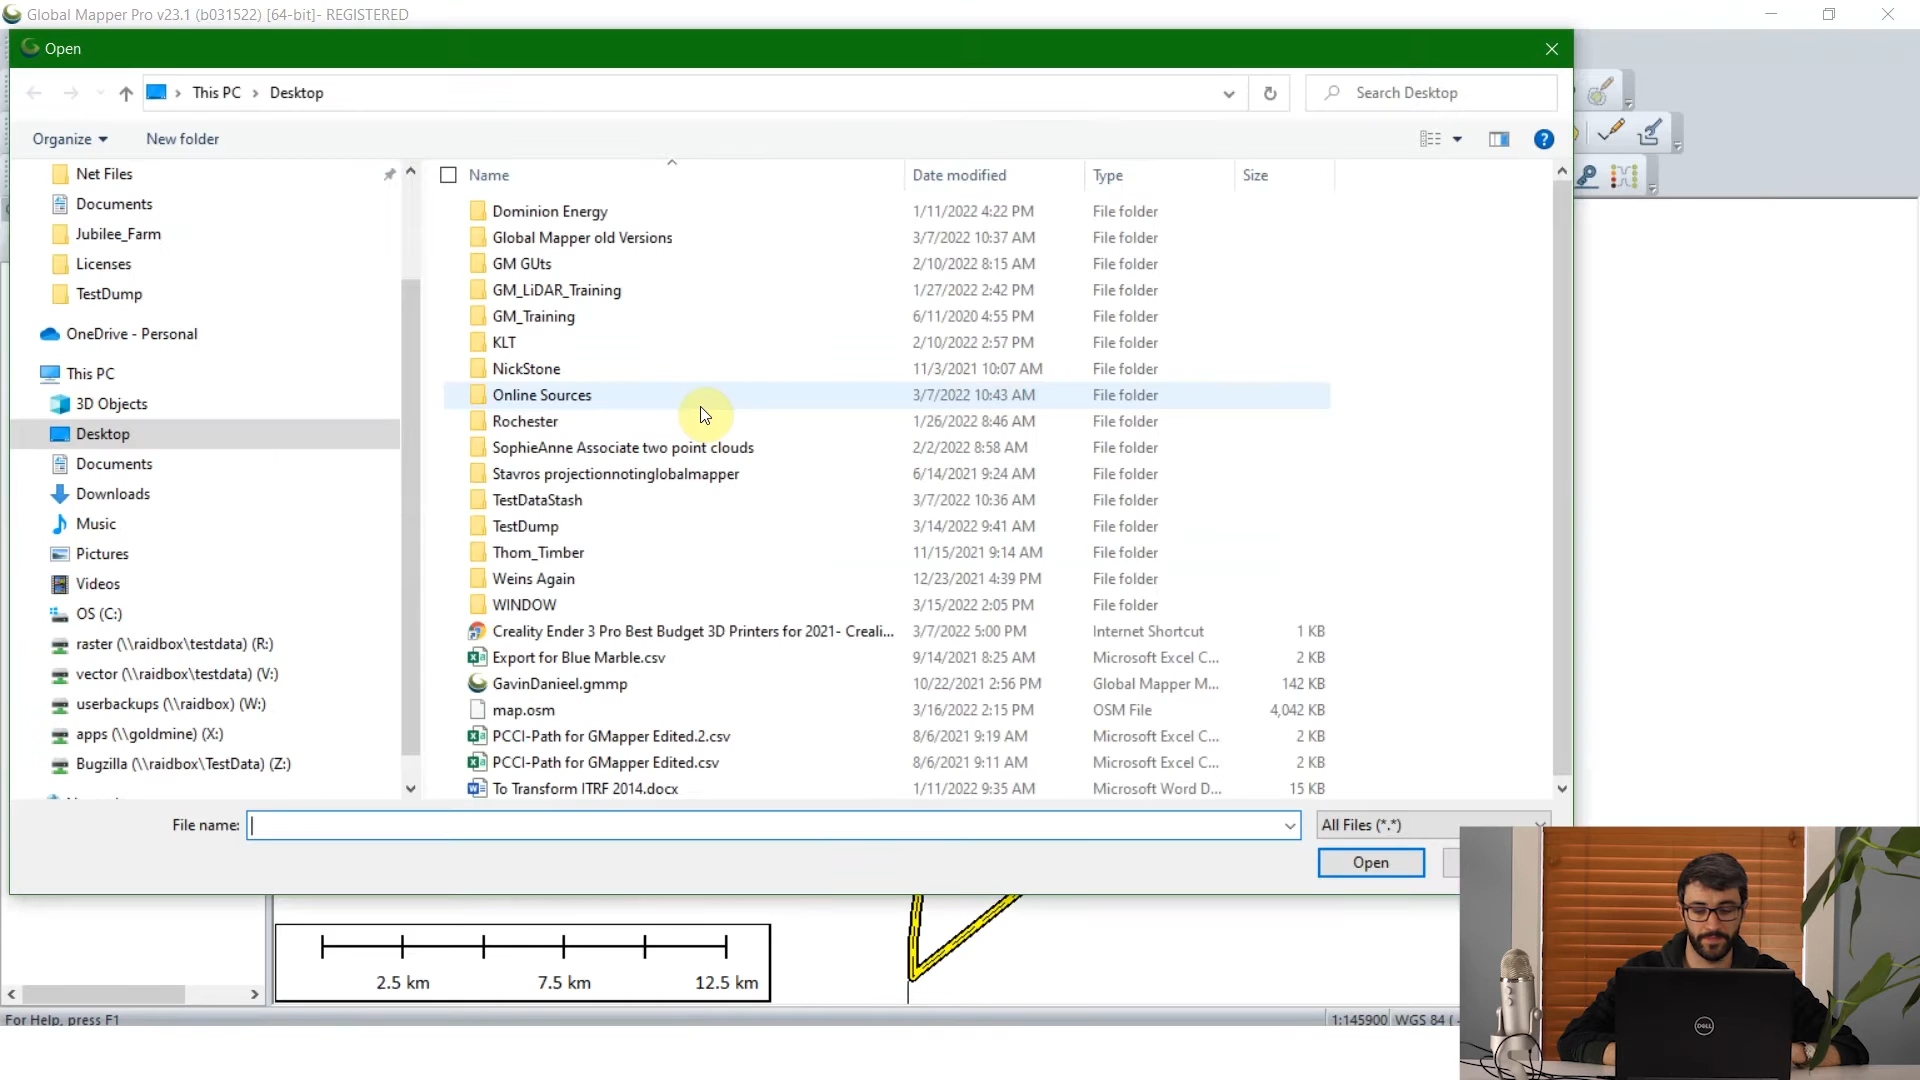 Global Mapper Pro v23.1 (b031522) [64-bit]- REGISTERED
Open
This PC > Desktop
Search Desktop
Organize
New folder
Name Date modified Type Size
Net Files
Documents
Jubilee_Farm
Licenses
TestDump
OneDrive - Personal
This PC
3D Objects
Desktop
Documents
Downloads
Music
Pictures
Videos
OS (C:)
raster (\\raidbox\testdata) (R:)
vector (\\raidbox\testdata) (V:)
userbackups (\\raidbox) (W:)
apps (\\goldmine) (X:)
Bugzilla (\\raidbox\TestData) (Z:)
Dominion Energy 1/11/2022 4:22 PM File folder
Global Mapper old Versions 3/7/2022 10:37 AM File folder
GM GUts 2/10/2022 8:15 AM File folder
GM_LiDAR_Training 1/27/2022 2:42 PM File folder
GM_Training 6/11/2020 4:55 PM File folder
KLT 2/10/2022 2:57 PM File folder
NickStone 11/3/2021 10:07 AM File folder
Online Sources 3/7/2022 10:43 AM File folder
Rochester 1/26/2022 8:46 AM File folder
SophieAnne Associate two point clouds 2/2/2022 8:58 AM File folder
Stavros projectionnotinglobalmapper 6/14/2021 9:24 AM File folder
TestDataStash 3/7/2022 10:36 AM File folder
TestDump 3/14/2022 9:41 AM File folder
Thom_Timber 11/15/2021 9:14 AM File folder
Weins Again 12/23/2021 4:39 PM File folder
WINDOW 3/15/2022 2:05 PM File folder
Creality Ender 3 Pro Best Budget 3D Printers for 2021- Creali... 3/7/2022 5:00 PM Internet Shortcut 1 KB
Export for Blue Marble.csv 9/14/2021 8:25 AM Microsoft Excel C... 2 KB
GavinDanieel.gmmp 10/22/2021 2:56 PM Global Mapper M... 142 KB
map.osm 3/16/2022 2:15 PM OSM File 4,042 KB
PCCI-Path for GMapper Edited.2.csv 8/6/2021 9:19 AM Microsoft Excel C... 2 KB
PCCI-Path for GMapper Edited.csv 8/6/2021 9:11 AM Microsoft Excel C... 2 KB
To Transform ITRF 2014.docx 1/11/2022 9:35 AM Microsoft Word D... 15 KB
File name: All Files (*.*)
Open
2.5 km 7.5 km 12.5 km
For Help, press F1
1:145900 WGS 84 ( -
DELL